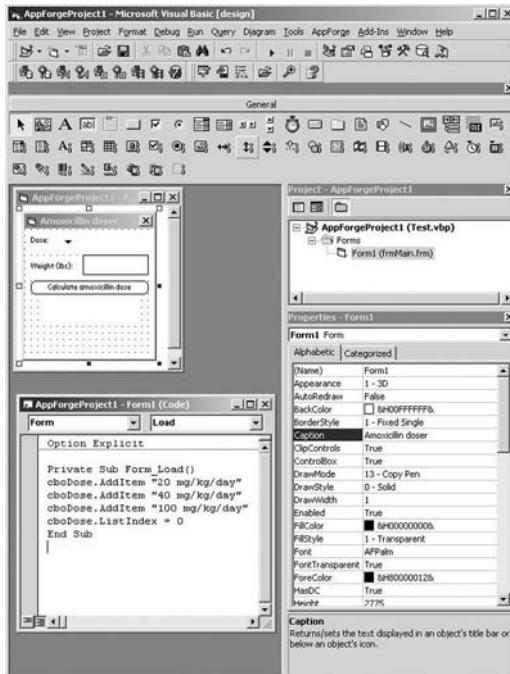 AppForgeProject1 - Microsoft Visual Basic [design]
File Edit View Project Format Debug Run Query Diagram Tools AppForge Add-Ins Window Help
General
A
ab
AppForgeProject1 -
Amoxicillin doser
Dose:
Weight (lbs):
Calculate amoxicillin dose
AppForgeProject1 - Form1 (Code)
Form Load
Option Explicit
Private Sub Form_Load()
cboDose.AddItem "20 mg/kg/day"
cboDose.AddItem "40 mg/kg/day"
cboDose.AddItem "100 mg/kg/day"
cboDose.ListIndex = 0
End Sub
Project - AppForgeProject1
AppForgeProject1 (Test.vbp)
Forms
Form1 (frmMain.frm)
Properties - Form1
Form1 Form
Alphabetic Categorized
(Name) Form1
Appearance 1 - 3D
AutoRedraw False
BackColor &H00FFFFFF&
BorderStyle 1 - Fixed Single
Caption Amoxicillin doser
ClipControls True
ControlBox True
DrawMode 13 - Copy Pen
DrawStyle 0 - Solid
DrawWidth 1
Enabled True
FillColor &H00000000&
FillStyle 1 - Transparent
Font AFPalm
FontTransparent True
ForeColor &H80000012&
HasDC True
Height 2775
Caption
Returns/sets the text displayed in an object's title bar or
below an object's icon.